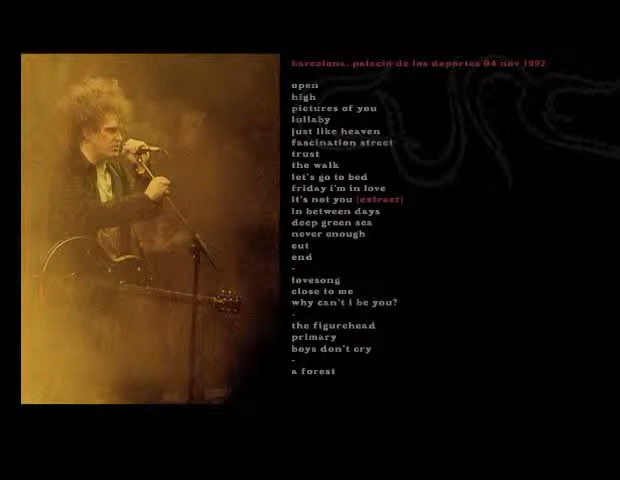 barcelona. palacio de los deportes 04 nov 1992
open
high
pictures of you
lullaby
just like heaven
fascination street
trust
the walk
let's go to bed
friday i'm in love
it's not you [extract]
in between days
deep green sea
never enough
cut
end
-
lovesong
close to me
why can't i be you?
-
the figurehead
primary
boys don't cry
-
a forest